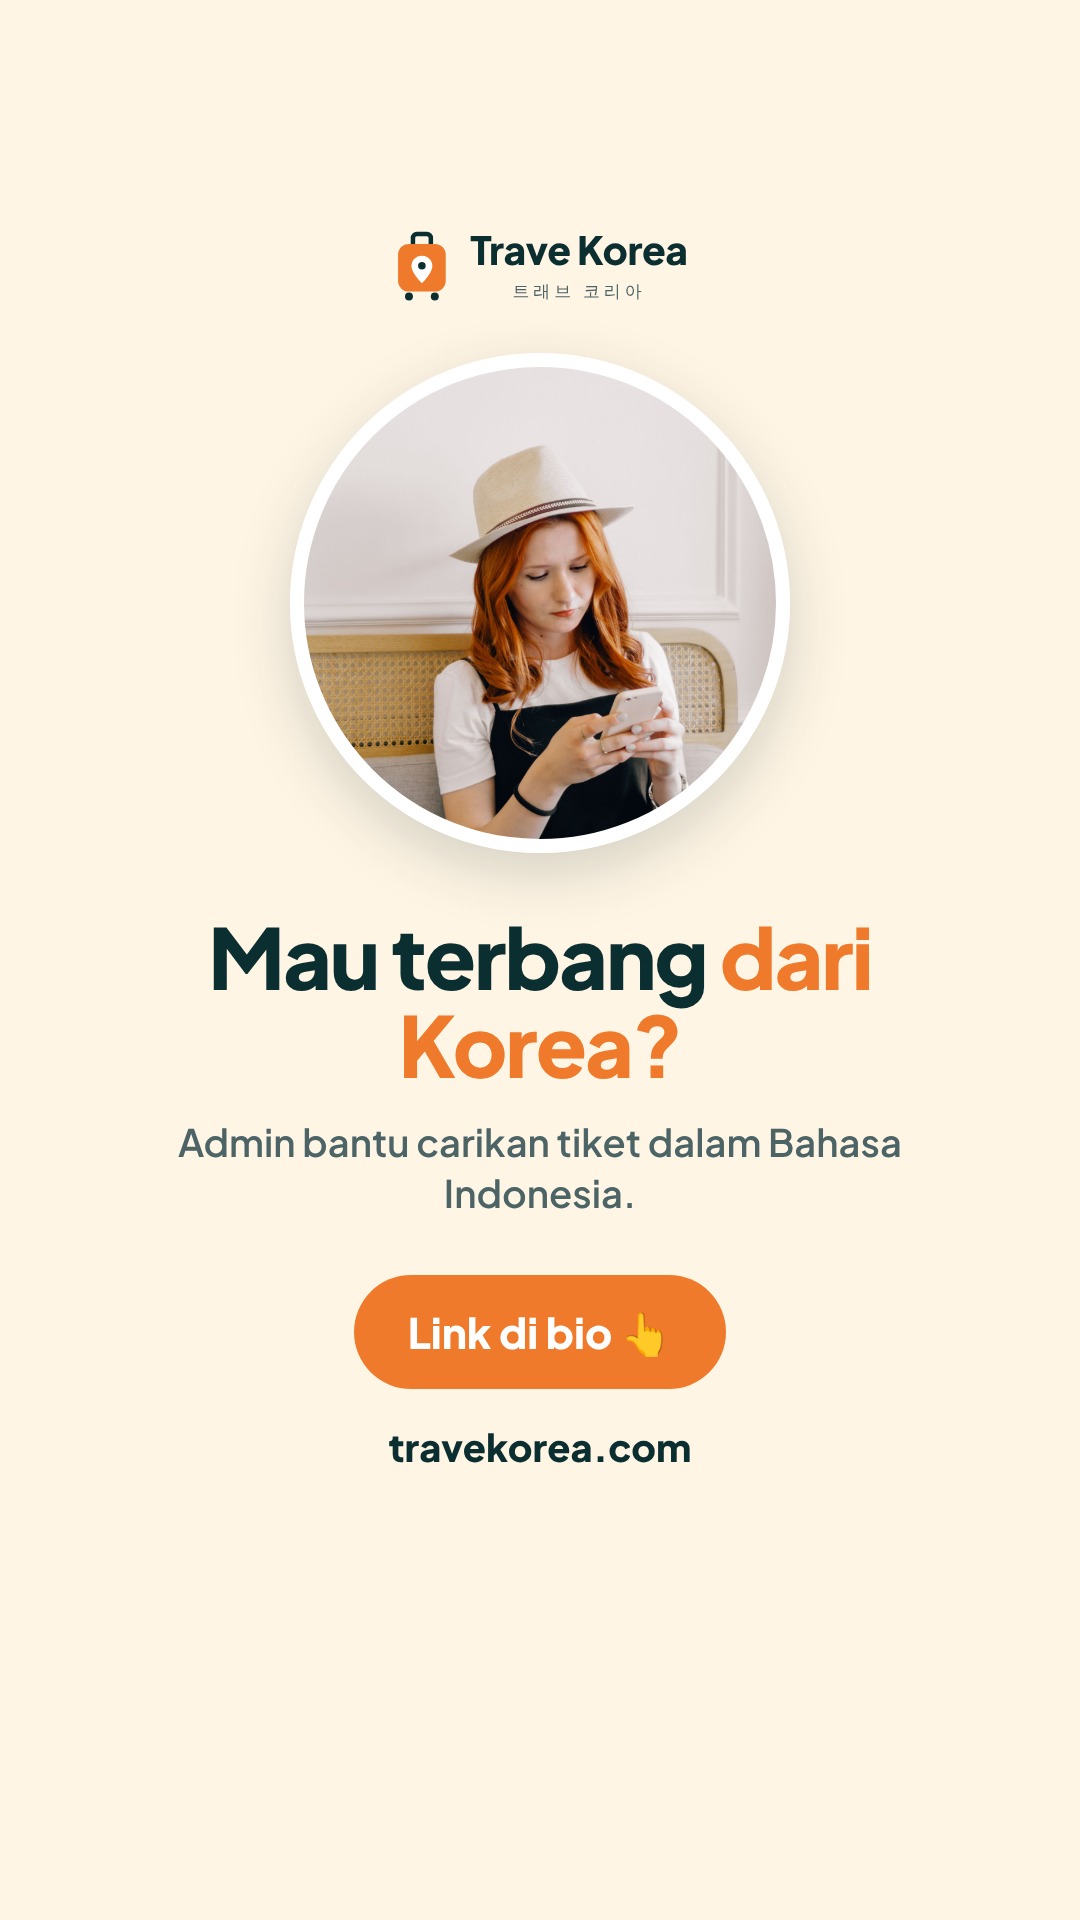 Trave Korea
트래브 코리아
Mau terbang dari
Korea?
Admin bantu carikan tiket dalam Bahasa
Indonesia.
Link di bio 👆
travekorea.com